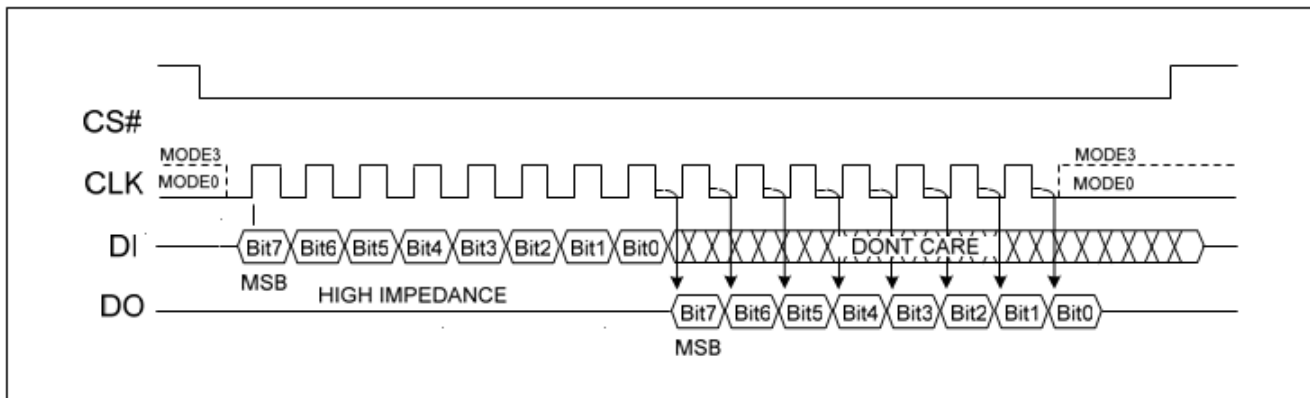 CS#
MODE3 MODE3
CLK MODE0 MODE0
DI Bit7 Bit6 Bit5 Bit4 Bit3 Bit2 Bit1 Bit0 DONT CARE
MSB
HIGH IMPEDANCE
DO Bit7 Bit6 Bit5 Bit4 Bit3 Bit2 Bit1 Bit0
MSB